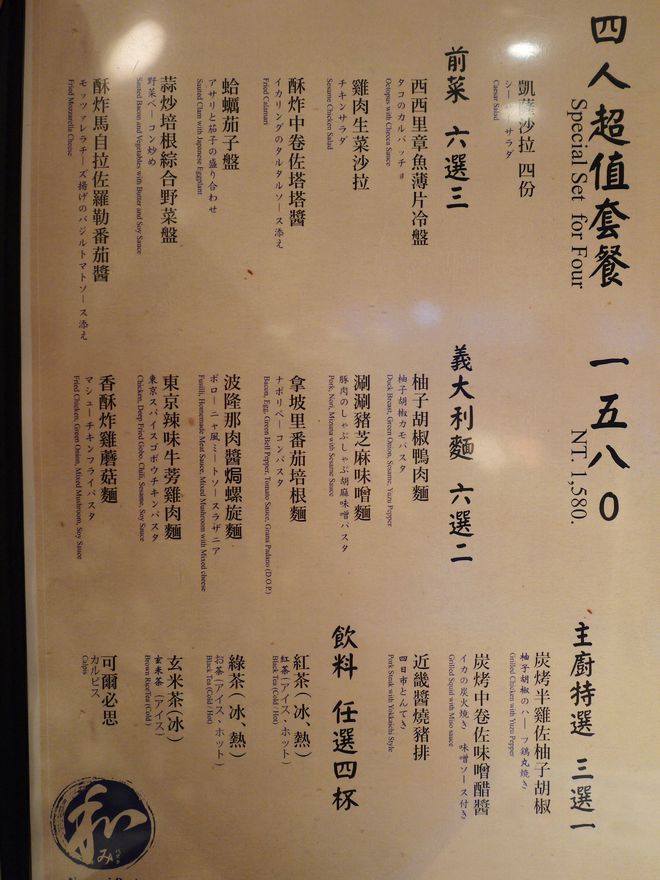 四人超值套餐 一五八〇
Special Set for Four NT. 1,580.
凱薩沙拉 四份
シーザーサラダ
Caesar Salad
前菜 六選三
西西里章魚薄片冷盤
タコのカルパッチョ
Octopus with Checca Sauce
雞肉生菜沙拉
チキンサラダ
Sesame Chicken Salad
酥炸中卷佐塔塔醬
イカリングのタルタルソース添え
Fried Calamari
蛤蠣茄子盤
アサリと茄子の盛り合わせ
Sauted Clam with Japanese Eggplant
蒜炒培根綜合野菜盤
野菜ベーコン炒め
Sauted Bacon and Vegetables with Butter and Soy Sauce
酥炸馬自拉佐羅勒番茄醬
モッツァレラチーズ揚げのバジルトマトソース添え
Fried Mozzarella Cheese
義大利麵 六選二
柚子胡椒鴨肉麵
柚子胡椒カモパスタ
Duck Breast, Green Onion, Sesame, Yuzu Pepper
涮涮豬芝麻味噌麵
豚肉のしゃぶしゃぶ胡麻味噌パスタ
Pork, Nori, Mizuna with Sesame Sauce
拿坡里番茄培根麵
ナポリベーコンパスタ
Bacon, Egg, Green Bell Pepper, Tomato Sauce, Grana Padano (D.O.P.)
波隆那肉醬焗螺旋麵
ボローニャ風ミートソースラザニア
Fusilli, Homemade Meat Sauce, Mixed Mushroom with Mixed cheese
東京辣味牛蒡雞肉麵
東京スパイスゴボウチキンパスタ
Chicken, Deep Fried Gobo, Chili, Sesame, Soy Sauce
香酥炸雞蘑菇麵
マシューチキンフライパスタ
Fried Chicken, Green Onion, Mixed Mushroom, Soy Sauce
主廚特選 三選一
炭烤半雞佐柚子胡椒
柚子胡椒のハーフ鶏丸焼き
Grilled Chicken with Yuzu Pepper
炭烤中卷佐味噌醋醬
イカの炭火焼き 味噌ソース付き
Grilled Squid with Miso sauce
近畿醬燒豬排
四日市とんてき
Pork Steak with Yokkaichi Style
飲料 任選四杯
紅茶(冰、熱)
紅茶(アイス・ホット)
Black Tea (Cold / Hot)
綠茶(冰、熱)
お茶(アイス・ホット)
Black Tea (Cold / Hot)
玄米茶(冰)
玄米茶(アイス)
Brown RiceTea (Cold)
可爾必思
カルピス
Calpis
和
み